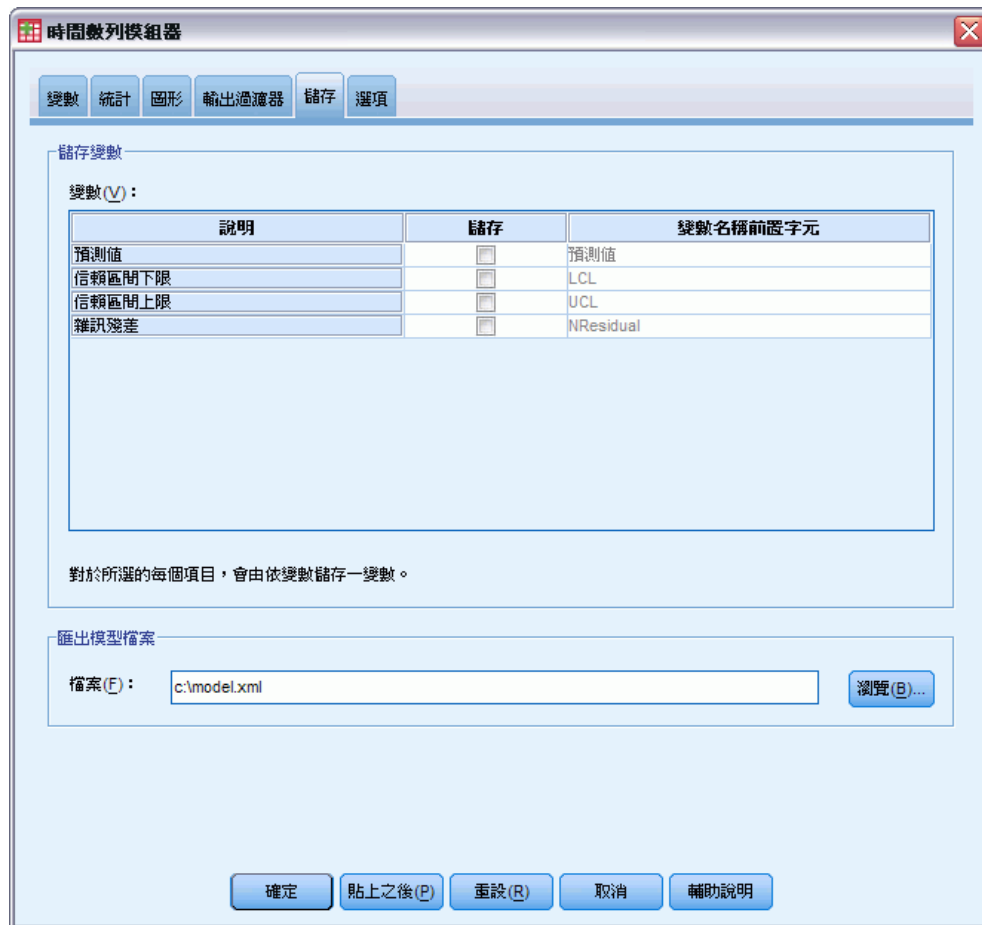 時間數列模組器
變數 統計 圖形 輸出過濾器 儲存 選項
儲存變數
變數(V)：
說明 儲存 變數名稱前置字元
預測值 預測值
信賴區間下限 LCL
信賴區間上限 UCL
雜訊殘差 NResidual
對於所選的每個項目，會由依變數儲存一變數。
匯出模型檔案
檔案(F)： c:\model.xml 瀏覽(B)...
確定 貼上之後(P) 重設(R) 取消 輔助說明